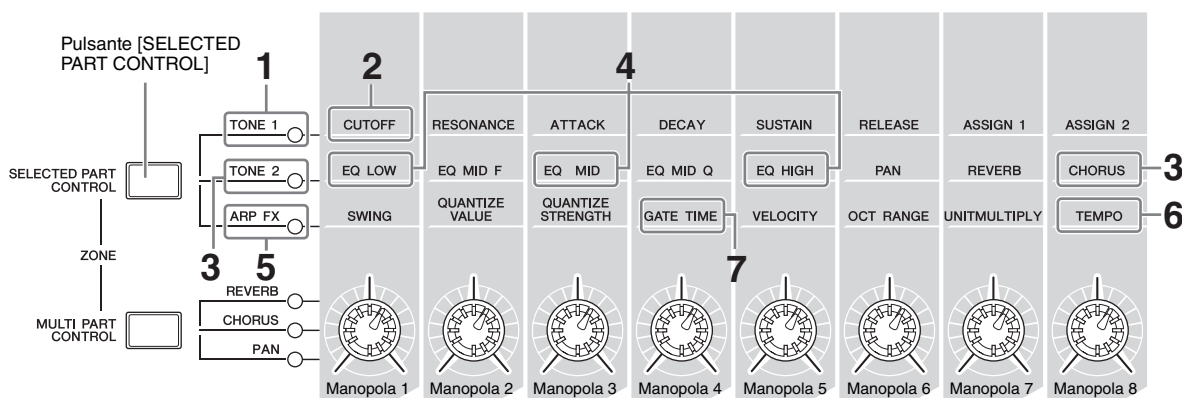 Pulsante [SELECTED
PART CONTROL]
1
2
4
TONE 1
CUTOFF
RESONANCE
ATTACK
DECAY
SUSTAIN
RELEASE
ASSIGN 1
ASSIGN 2
SELECTED PART
CONTROL
TONE 2
EQ LOW
EQ MID F
EQ MID
EQ MID Q
EQ HIGH
PAN
REVERB
CHORUS
3
ARP FX
SWING
QUANTIZE
VALUE
QUANTIZE
STRENGTH
GATE TIME
VELOCITY
OCT RANGE
UNITMULTIPLY
TEMPO
6
ZONE
3
5
7
REVERB
MULTI PART
CONTROL
CHORUS
PAN
Manopola 1
Manopola 2
Manopola 3
Manopola 4
Manopola 5
Manopola 6
Manopola 7
Manopola 8